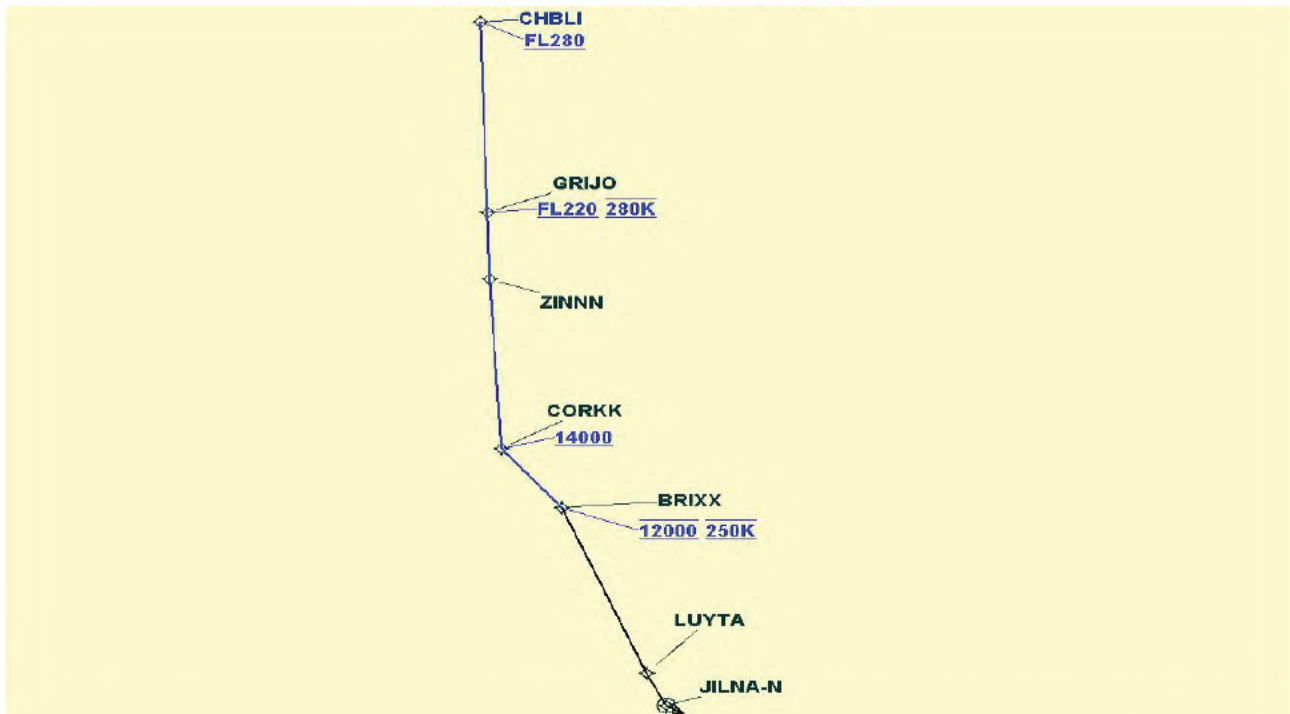 CHBLI
FL280
GRIJO
FL220 280K
ZINNN
CORKK
14000
BRIXX
12000 250K
LUYTA
JILNA-N